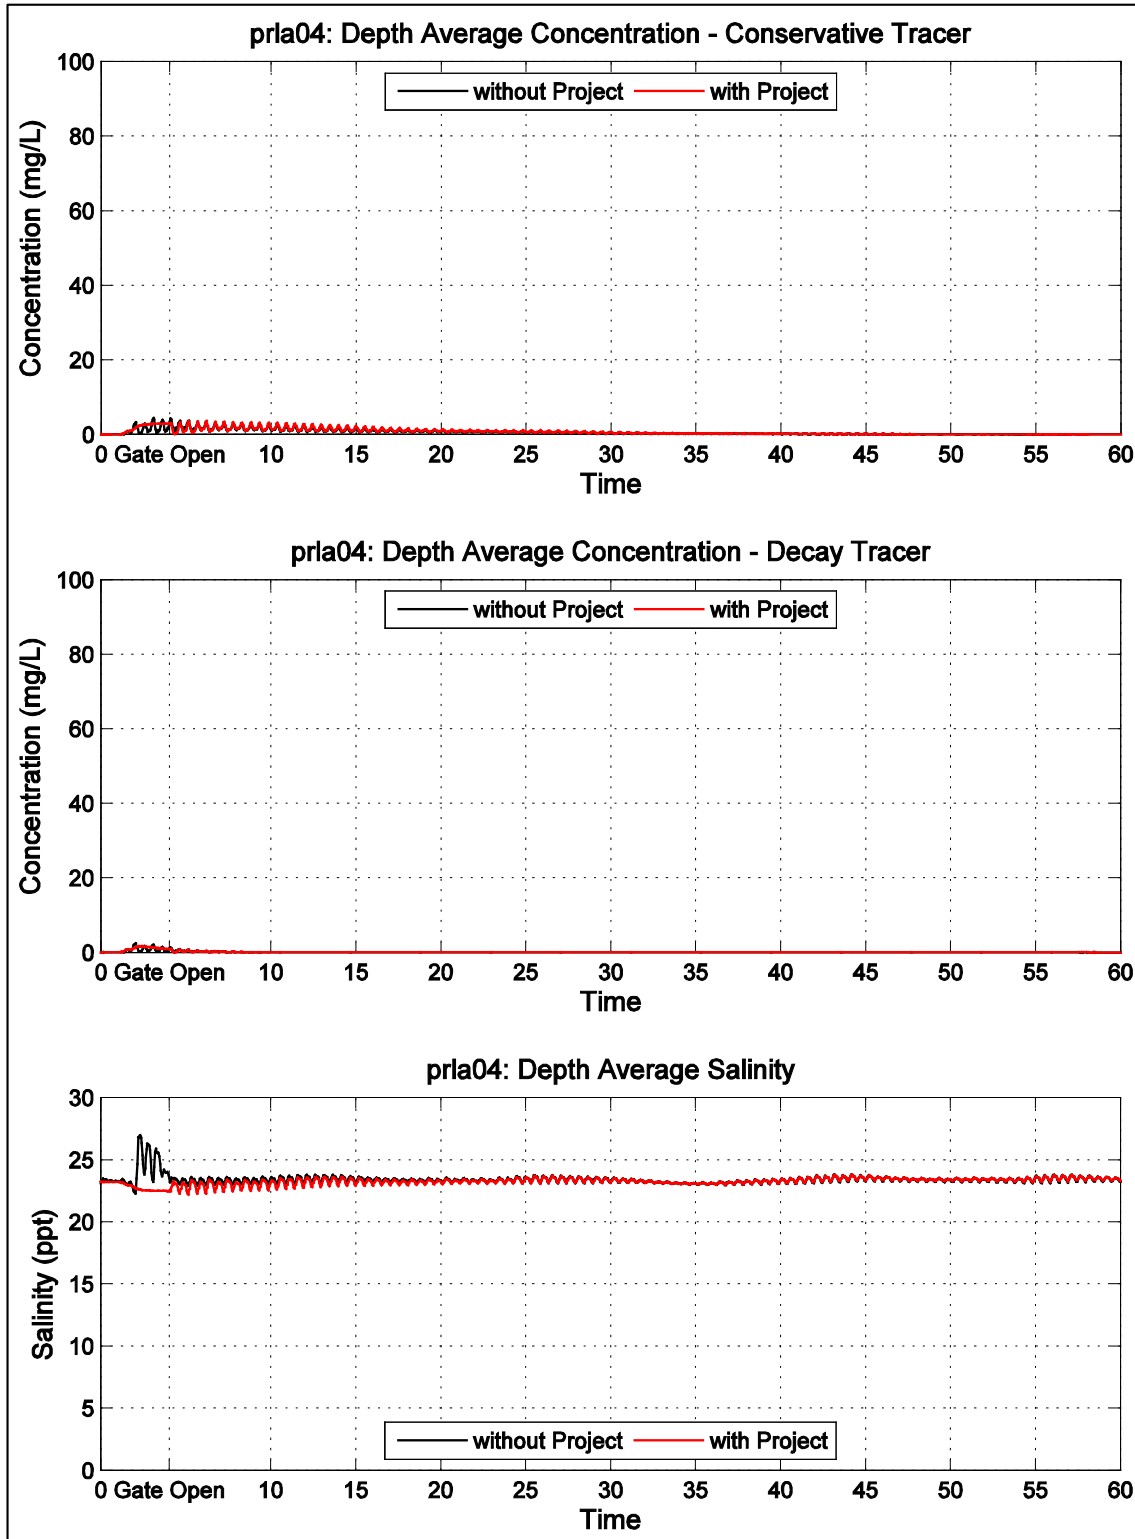 prla04: Depth Average Concentration - Conservative Tracer
without Project with Project
Concentration (mg/L)
100
80
60
40
20
0
0 Gate Open 10 15 20 25 30 35 40 45 50 55 60
Time
prla04: Depth Average Concentration - Decay Tracer
without Project with Project
Concentration (mg/L)
100
80
60
40
20
0
0 Gate Open 10 15 20 25 30 35 40 45 50 55 60
Time
prla04: Depth Average Salinity
Salinity (ppt)
30
25
20
15
10
5
0
without Project with Project
0 Gate Open 10 15 20 25 30 35 40 45 50 55 60
Time